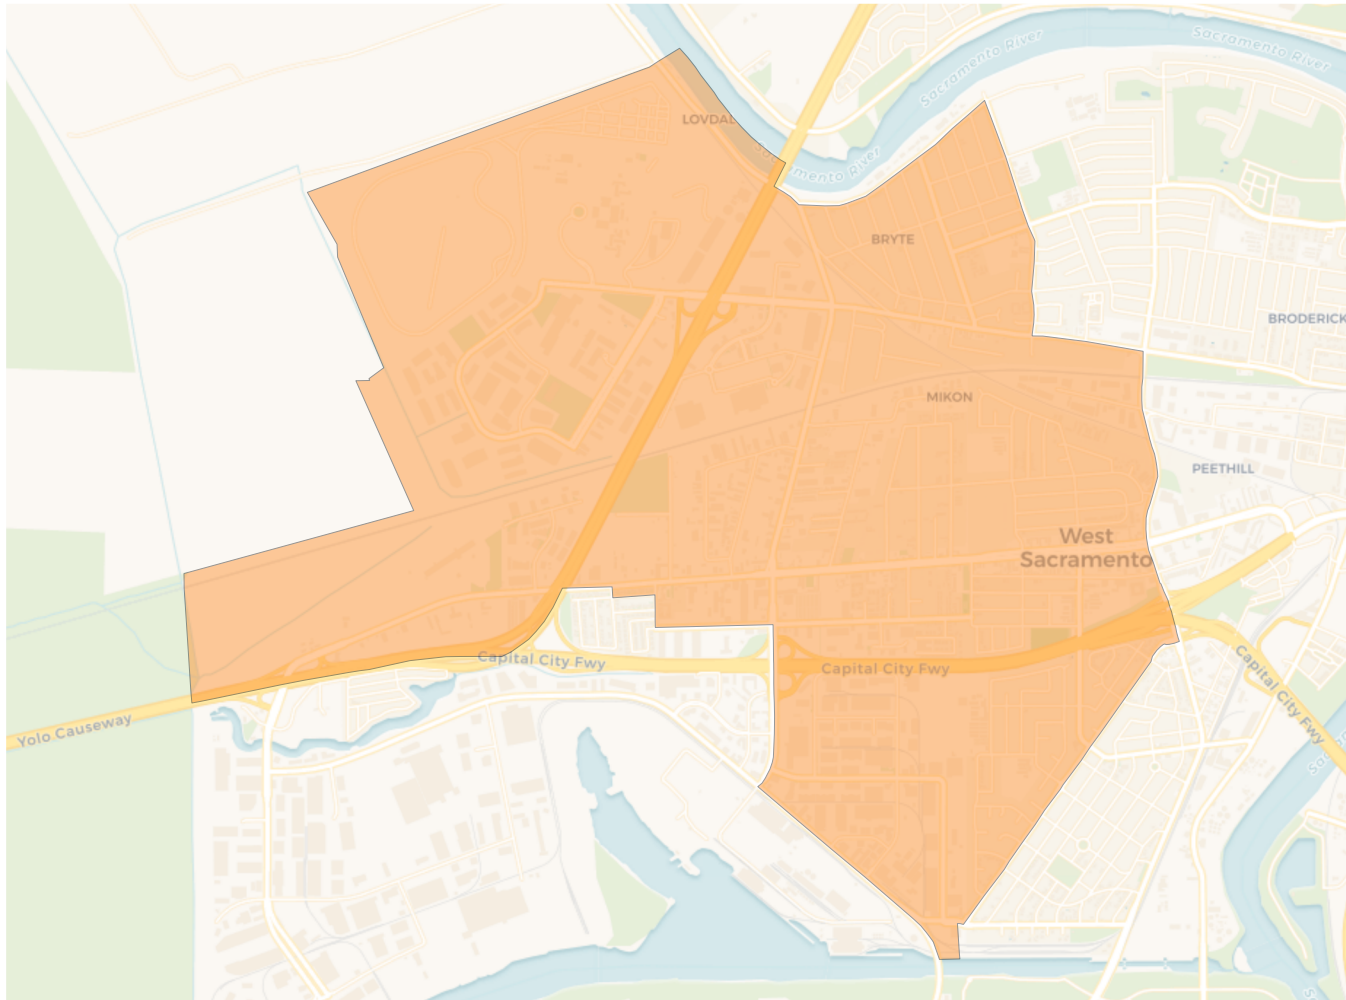 Sacramento River
Sacramento River
LOVDAL
Sacramento River
BRYTE
BRODERICK
MIKON
PEETHILL
West
Sacramento
Capital City Fwy
Capital City Fwy
Capital City Fwy
Yolo Causeway